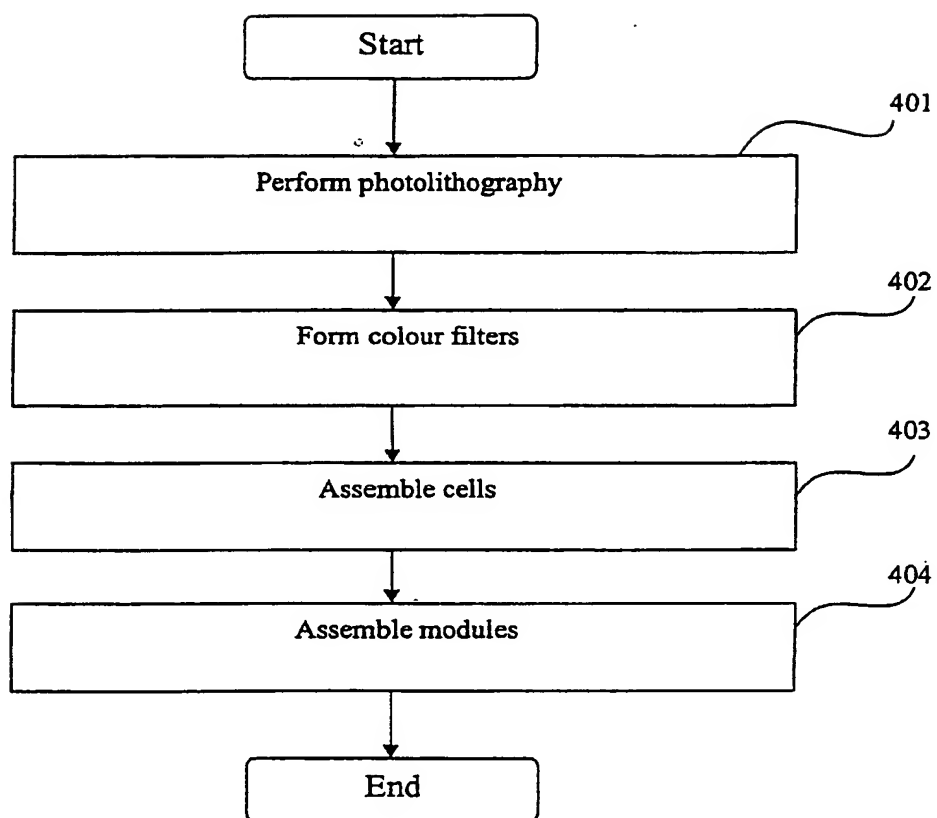 Start
401
Perform photolithography
402
Form colour filters
403
Assemble cells
404
Assemble modules
End